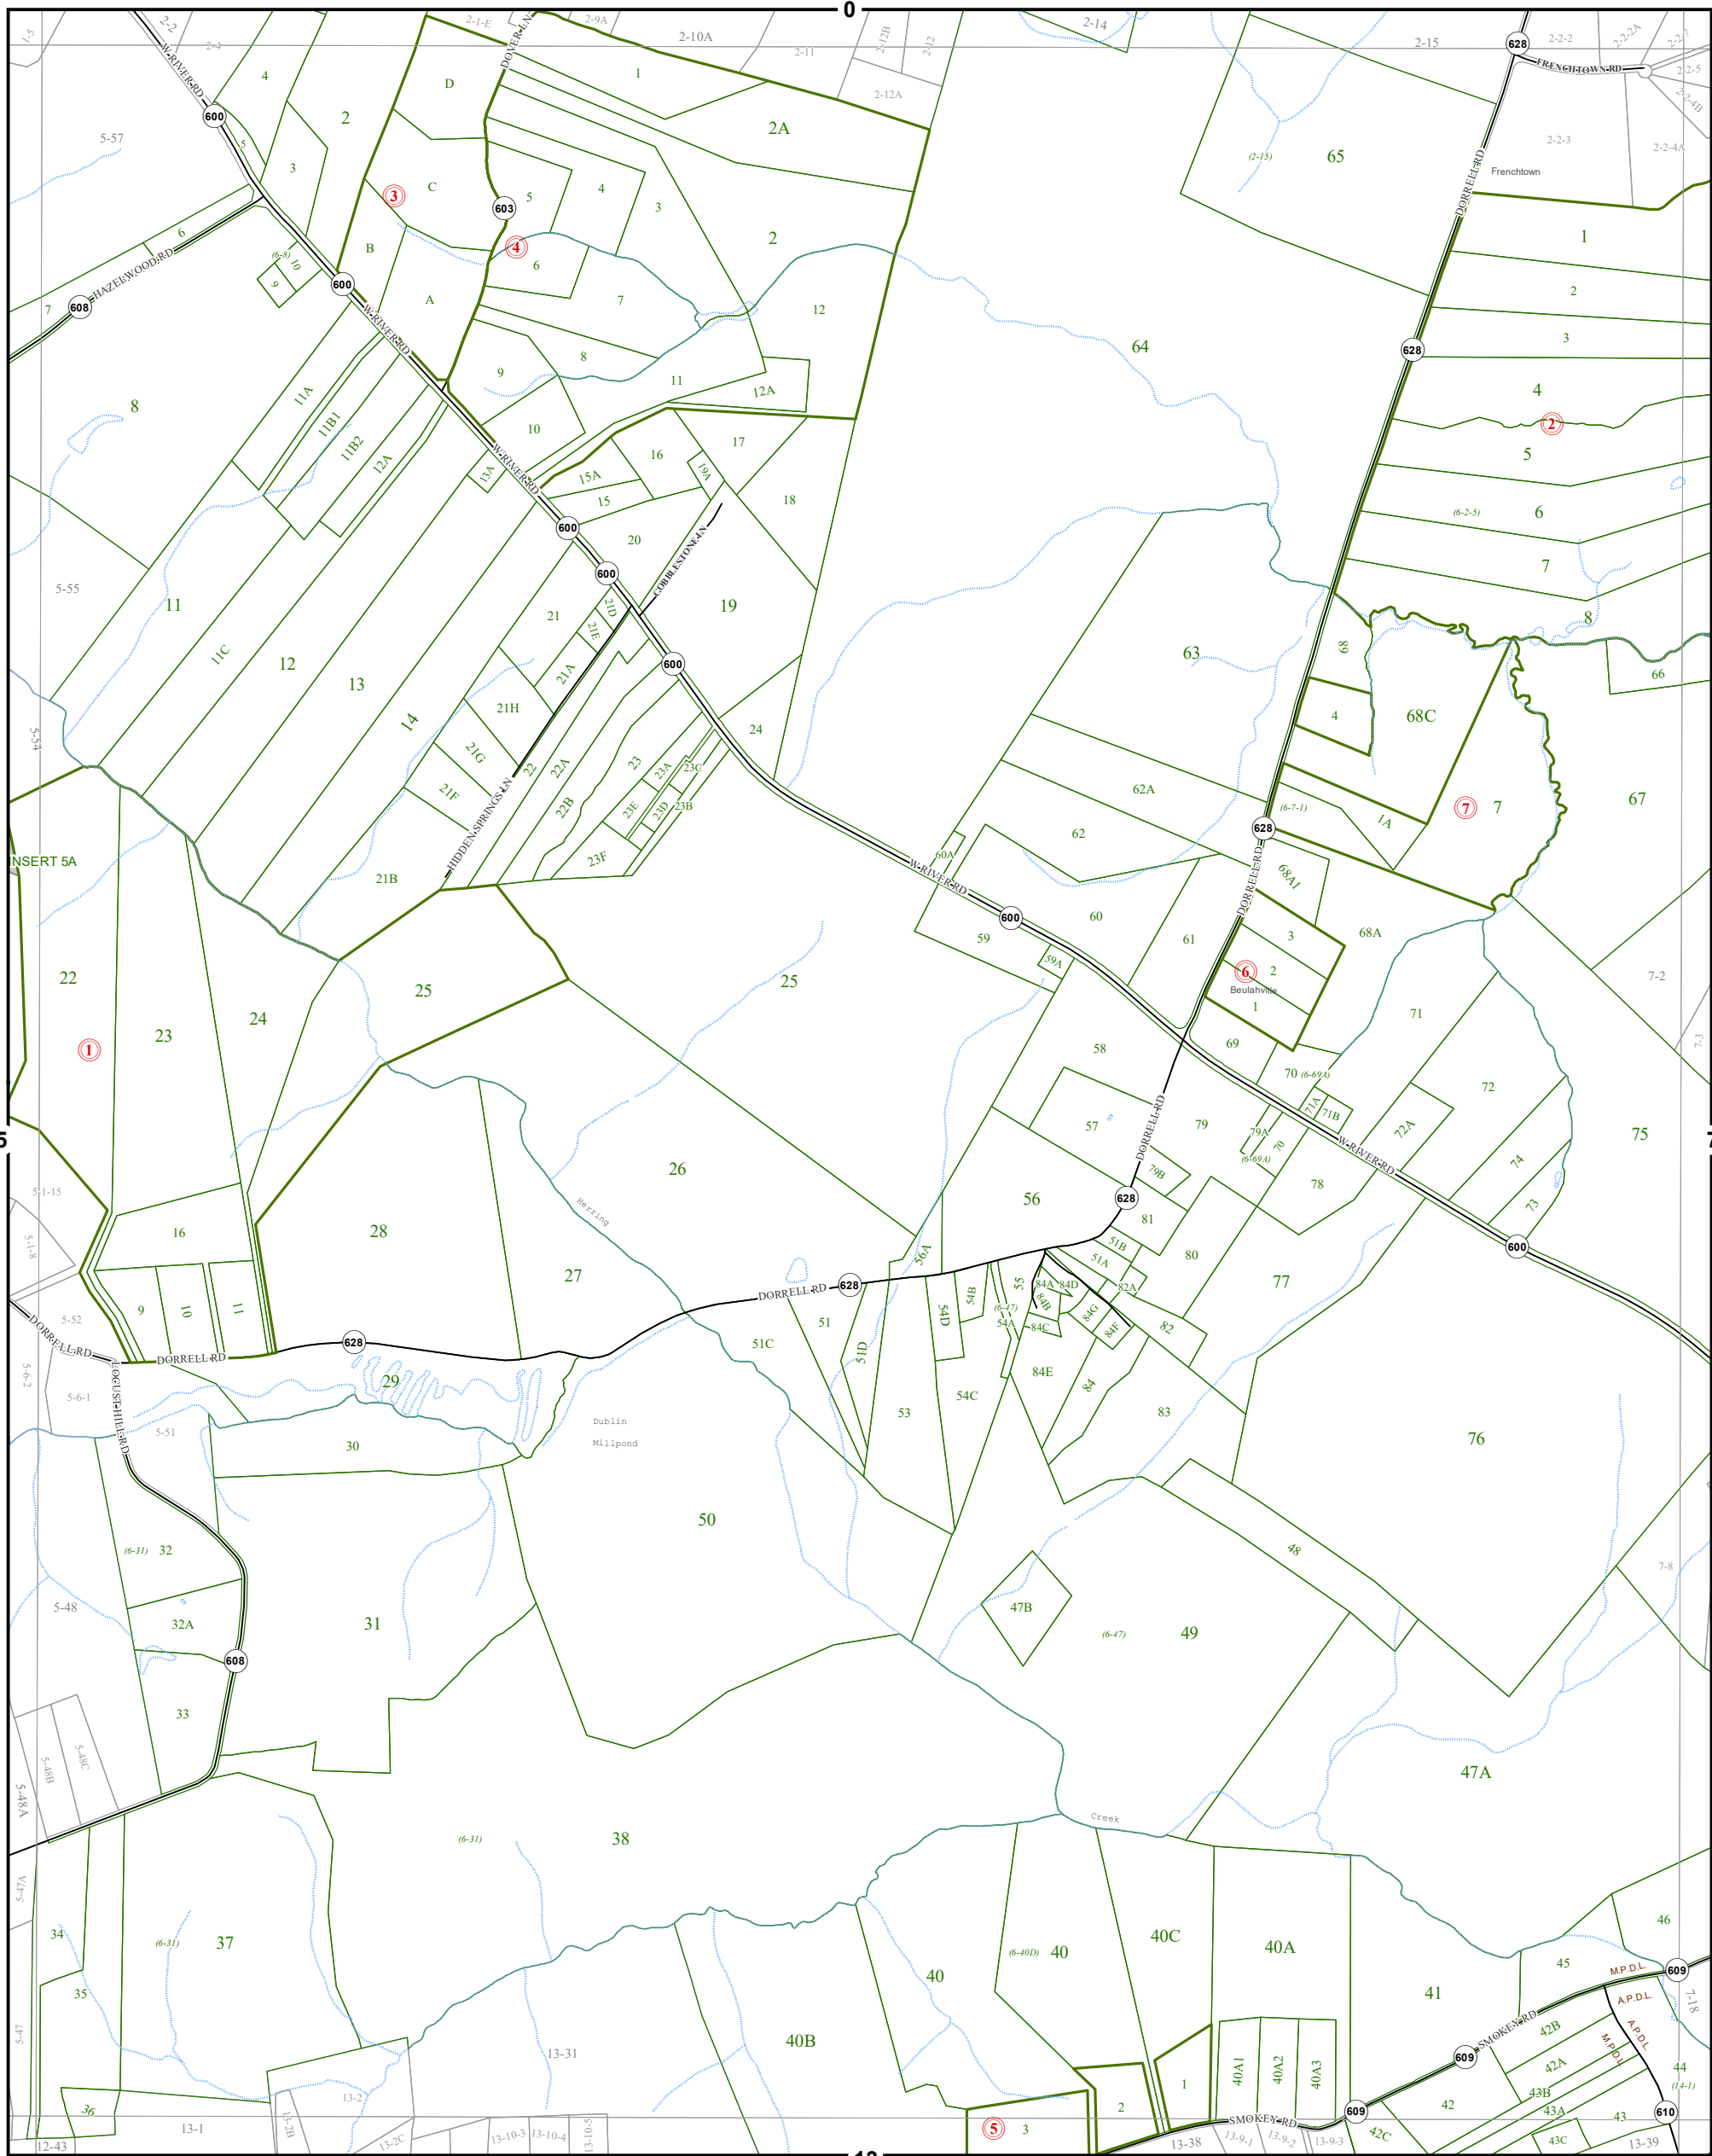 0
1-5
2-2
2-4
2-1-E
2-9A
2-10A
2-11
2-12B
2-12
2-12A
2-14
2-15
628
2-2-2
2-2-2A
2-2-7
2-2-5
2-2-4B
FRENCHTOWN RD
2-2-3
2-2-4A
Frenchtown
W RIVER RD
DOVER LN
DORRELL RD
600
5-57
4
5
3
2
D
C
B
A
3
603
4
1
2A
2
5
4
3
6
7
8
9
10
11
12
12A
(2-15)
65
64
1
2
3
4
2
5
(6-2-5)
6
7
8
628
6
(6-8)
10
9
7
608
HAZELWOOD RD
600
W RIVER RD
8
11A
11B1
11B2
12A
13A
W RIVER RD
15A
15
16
17
18
19A
20
600
600
COBBLESTONE LN
19
5-55
11
11C
12
13
14
21
21D
21E
21A
21H
21G
21F
21B
22
22A
22B
HIDDEN SPRINGS LN
600
23
23A
23C
23E
23D
23B
23F
24
5-54
63
62A
62
60A
W RIVER RD
600
60
59
59A
61
68
4
68C
66
67
7
7
(6-7-1)
1A
628
DORRELL RD
68A1
68A
3
2
6
Beulahville
1
69
70
(6-69A)
71
71A
71B
72
72A
74
73
75
7-2
7-3
INSERT 5A
22
1
23
24
25
25
5
7
5-1-15
5-1-8
16
9
10
11
28
27
26
Herring
58
57
79
79A
79B
(6-69A)
70
78
W RIVER RD
600
DORRELL RD
628
56
56A
81
80
77
51B
51A
82A
82
55
84A
84D
84B
84C
84G
84F
84E
84
83
54B
54D
(6-47)
54A
54C
53
51
51D
51C
DORRELL RD
628
5-52
DORRELL RD
DORRELL RD
628
LOCUST HILL RD
5-6-2
5-6-1
5-51
29
30
Dublin
Millpond
50
76
48
(6-31)
32
32A
33
608
31
5-48
5-48B
5-48C
5-48A
47B
(6-47)
49
7-8
47A
Creek
(6-31)
38
5-47A
34
35
5-47
36
12-43
(6-31)
37
13-1
13-2
13-2B
13-2C
13-31
13-10-3
13-10-4
13-10-5
40B
40
(6-40D)
40
40C
40A
41
45
46
M.P.D.L.
609
A.P.D.L.
A.P.D.L.
M.P.D.L.
7-18
SMOKEY RD
609
42B
42A
43B
43A
43
43C
42
42C
44
(14-1)
610
5
3
2
1
40A1
40A2
40A3
SMOKEY RD
609
13-38
13-9-1
13-9-2
13-9-3
13-39